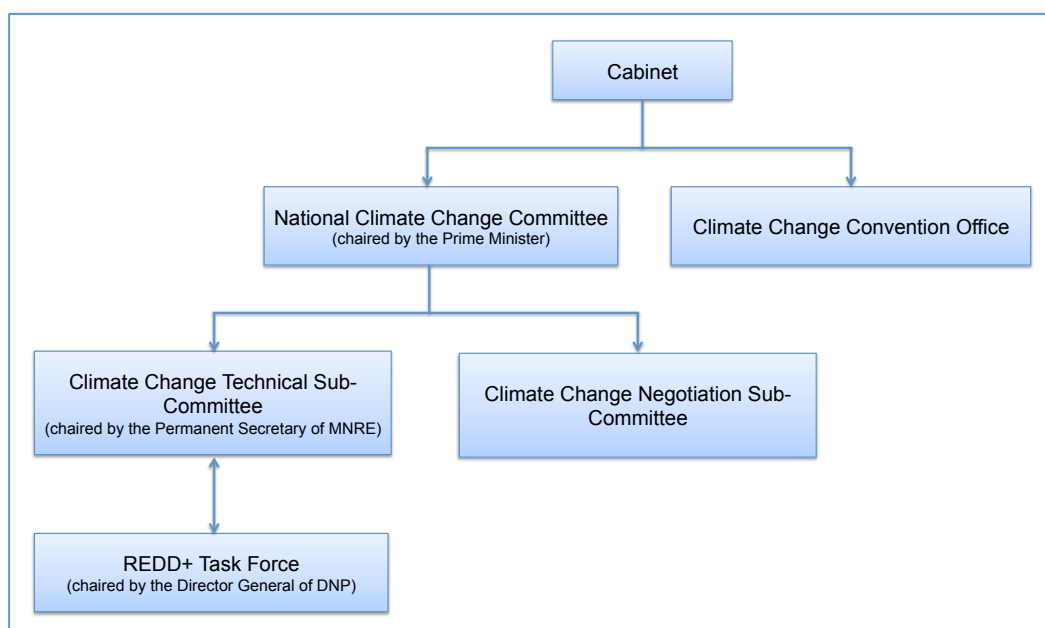 Cabinet
National Climate Change Committee
(chaired by the Prime Minister)
Climate Change Convention Office
Climate Change Technical Sub-
Committee
(chaired by the Permanent Secretary of MNRE)
Climate Change Negotiation Sub-
Committee
REDD+ Task Force
(chaired by the Director General of DNP)